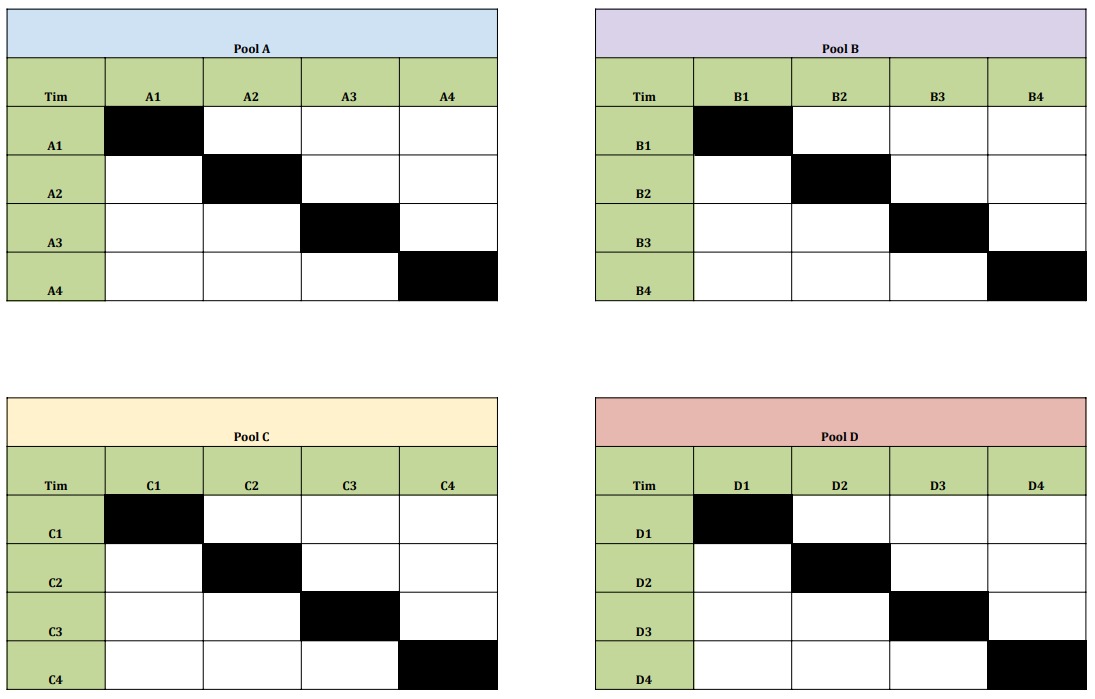 Pool A
Tim A1 A2 A3 A4
A1
A2
A3
A4
Pool B
Tim B1 B2 B3 B4
B1
B2
B3
B4
Pool C
Tim C1 C2 C3 C4
C1
C2
C3
C4
Pool D
Tim D1 D2 D3 D4
D1
D2
D3
D4